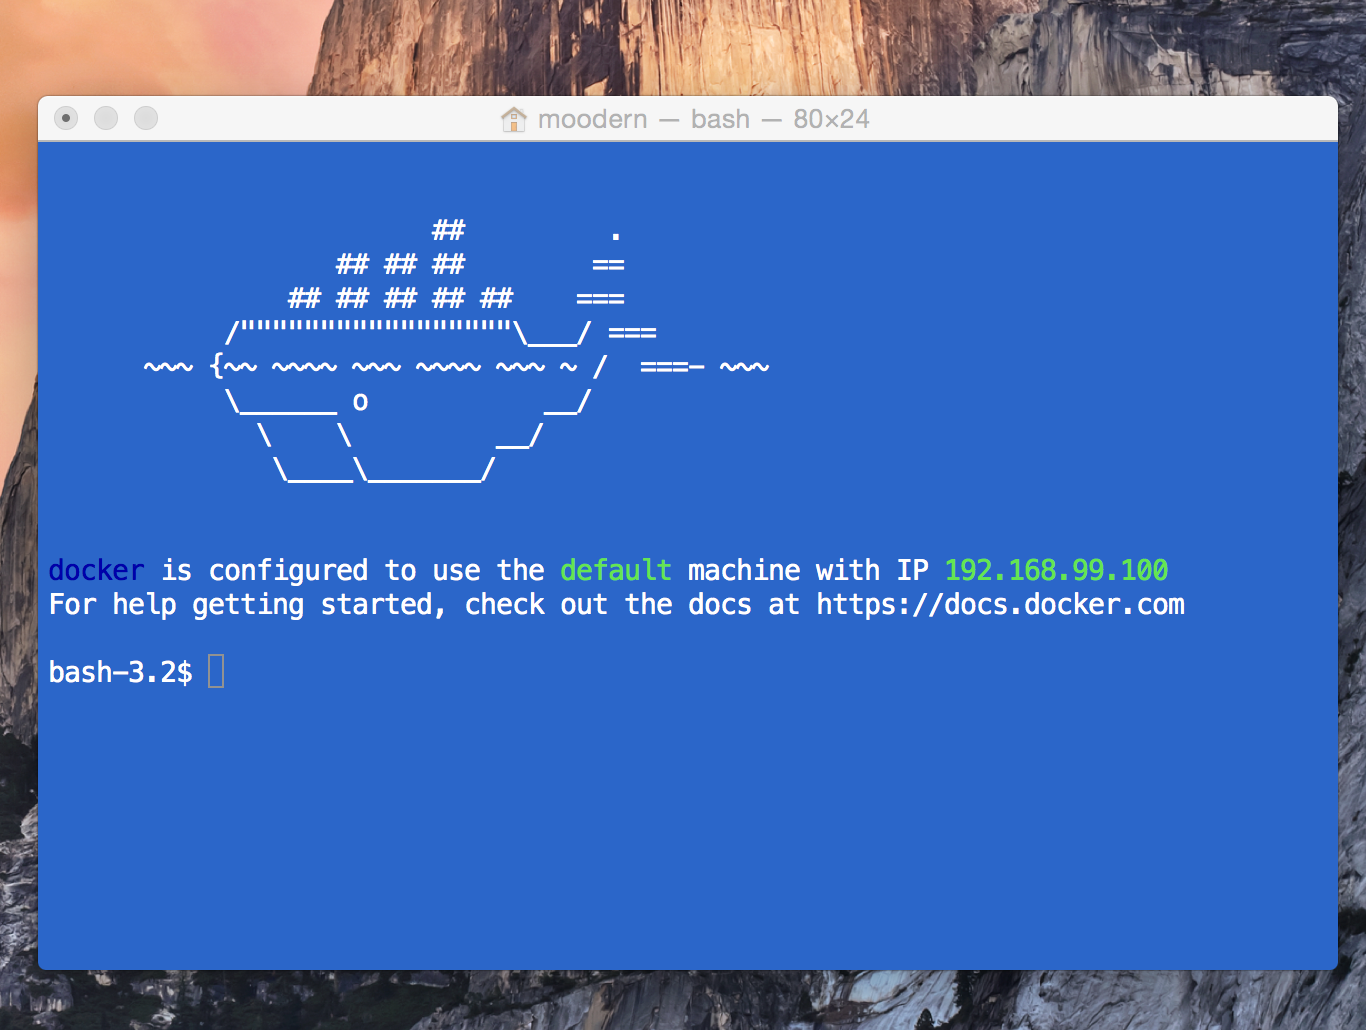 moodern — bash — 80×24
                        ##         .
                  ## ## ##        ==
               ## ## ## ## ##    ===
           /"""""""""""""""""\___/ ===
      ~~~ {~~ ~~~~ ~~~ ~~~~ ~~~ ~ /  ===- ~~~
           \______ o           __/
             \    \         __/
              \____\_______/
docker is configured to use the default machine with IP 192.168.99.100
For help getting started, check out the docs at https://docs.docker.com
bash-3.2$